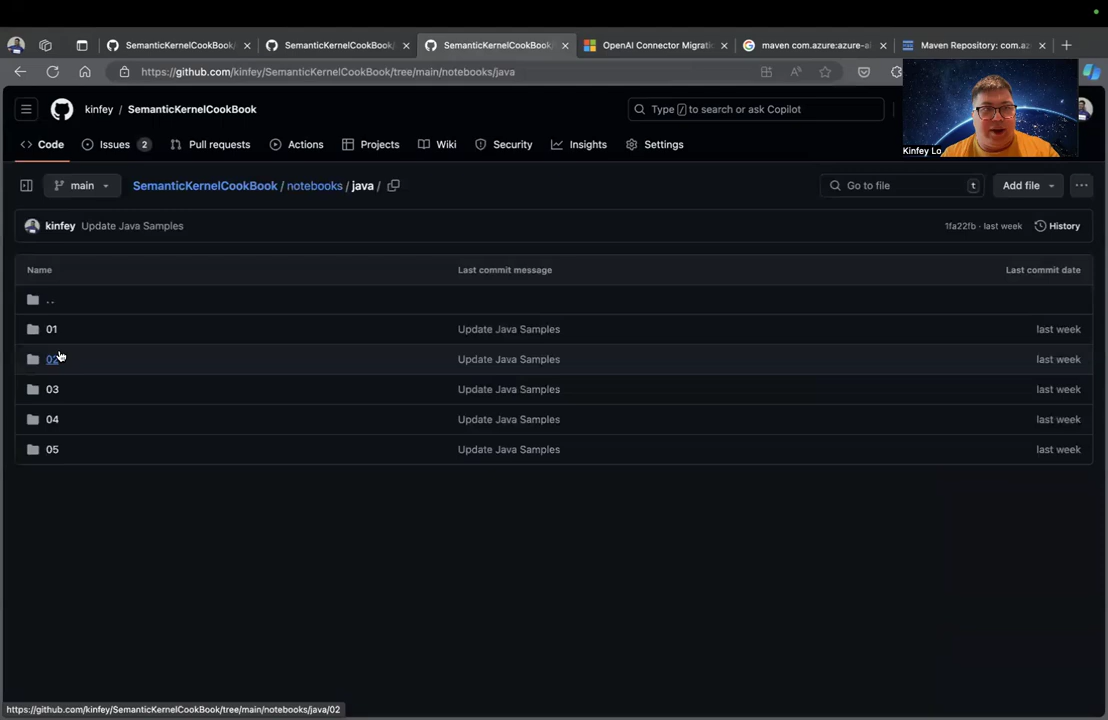 SemanticKernelCookBook/
SemanticKernelCookBook/
SemanticKernelCookBook/
OpenAI Connector Migratio
maven com.azure:azure-a
Maven Repository: com.az
https://github.com/kinfey/SemanticKernelCookBook/tree/main/notebooks/java
kinfey / SemanticKernelCookBook
Type / to search or ask Copilot
Kinfey Lo
Code
Issues 2
Pull requests
Actions
Projects
Wiki
Security
Insights
Settings
main
SemanticKernelCookBook / notebooks / java /
Go to file t
Add file
kinfey Update Java Samples
1fa22fb · last week
History
Name Last commit message Last commit date
..
01 Update Java Samples last week
02 Update Java Samples last week
03 Update Java Samples last week
04 Update Java Samples last week
05 Update Java Samples last week
https://github.com/kinfey/SemanticKernelCookBook/tree/main/notebooks/java/02